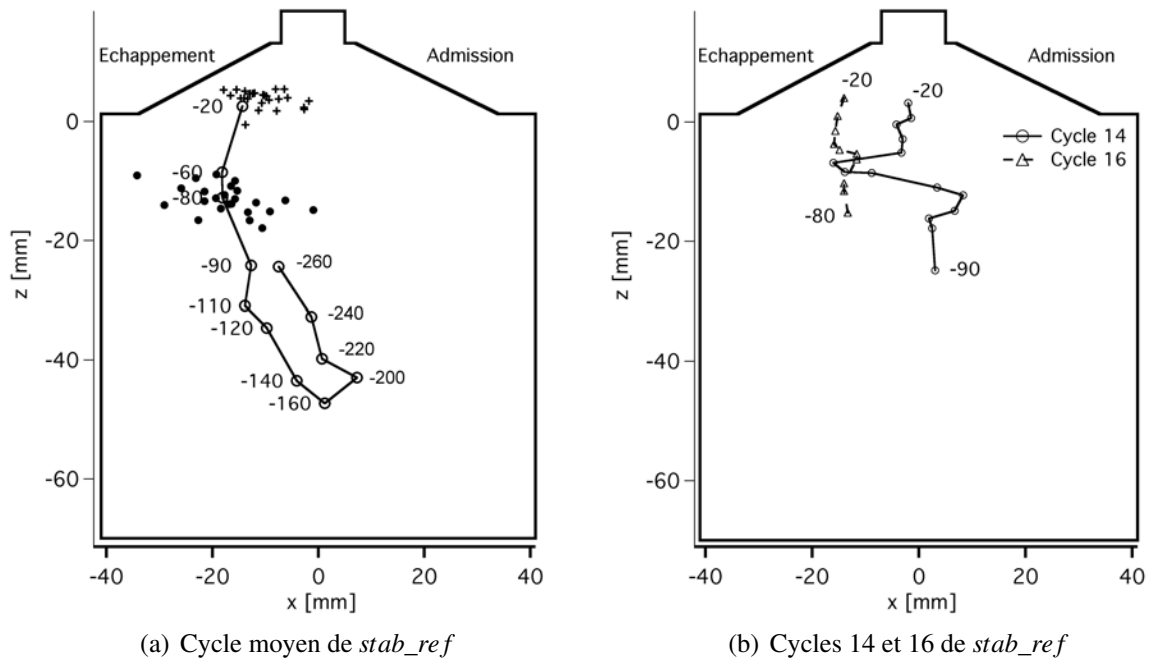 Echappement
Admission
-20
-60
-80
-90
-260
-110
-240
-120
-220
-140
-200
-160
0
-20
-40
-60
z [mm]
-40
-20
0
20
40
x [mm]
(a) Cycle moyen de stab_ref
Echappement
Admission
-20
-20
Cycle 14
Cycle 16
-80
-90
0
-20
-40
-60
z [mm]
-40
-20
0
20
40
x [mm]
(b) Cycles 14 et 16 de stab_ref